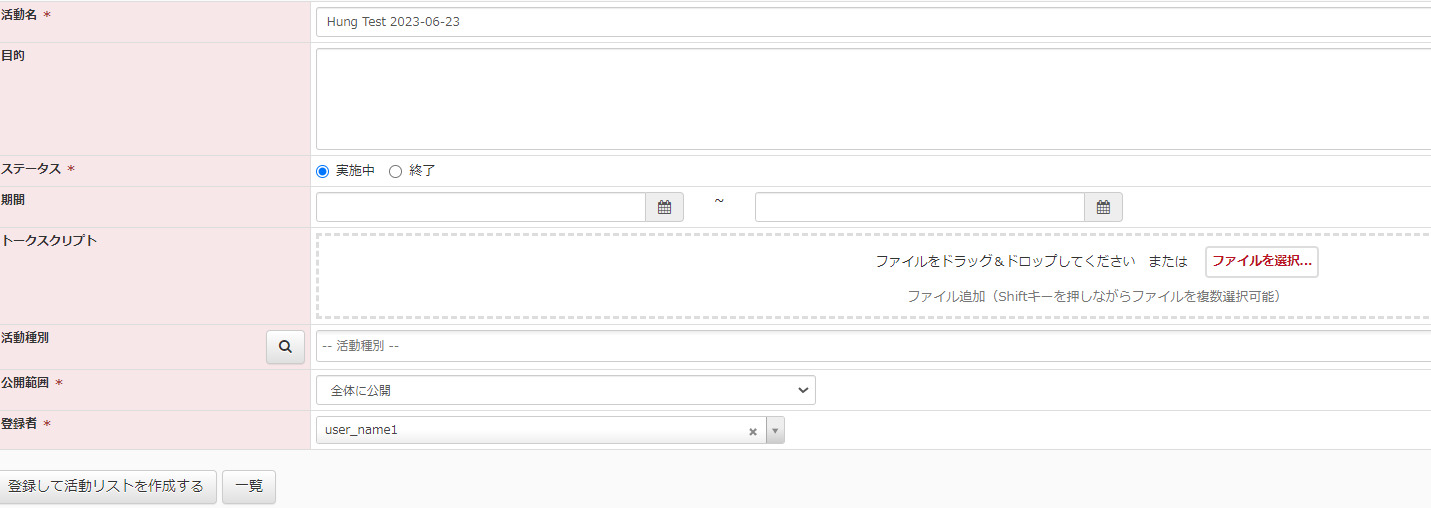 活動名 *
Hung Test 2023-06-23
目的
ステータス *
実施中 終了
期間
~
トークスクリプト
ファイルをドラッグ＆ドロップしてください または ファイルを選択...
ファイル追加（Shiftキーを押しながらファイルを複数選択可能）
活動種別
-- 活動種別 --
公開範囲 *
全体に公開
登録者 *
user_name1
登録して活動リストを作成する 一覧